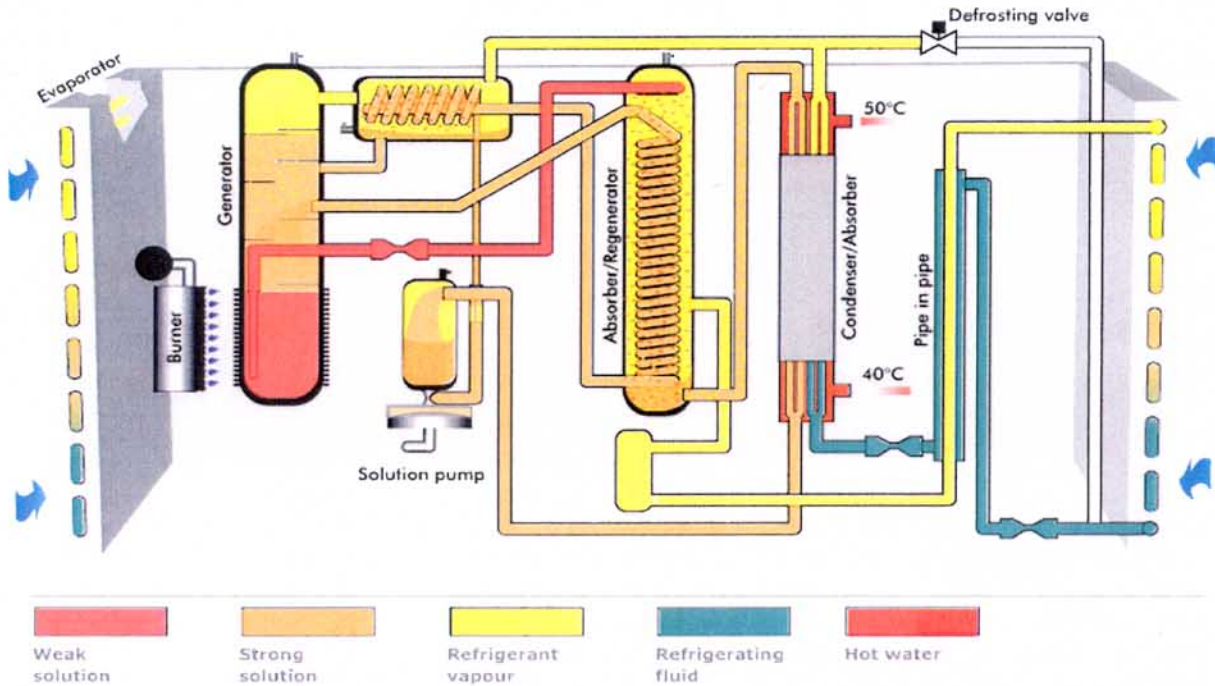 Defrosting valve
Evaporator
Generator
50°C
Absorber/Regenerator
Condenser/Absorber
Pipe in pipe
Burner
40°C
Solution pump
Weak
solution
Strong
solution
Refrigerant
vapour
Refrigerating
fluid
Hot water